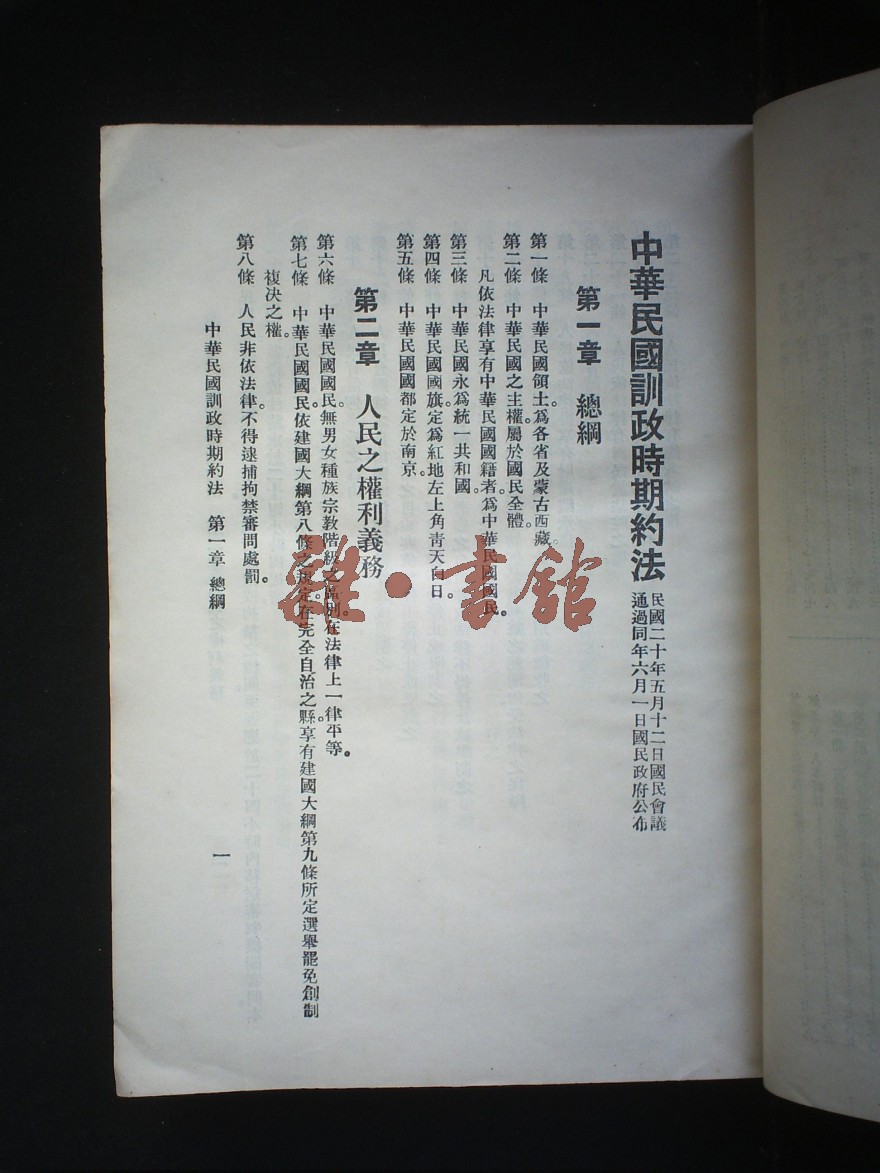 中華民國訓政時期約法
民國二十年五月十二日國民會議
通過同年六月一日國民政府公布
第一章 總綱
第一條 中華民國領土。爲各省及蒙古西藏。
第二條 中華民國之主權。屬於國民全體。
凡依法律享有中華民國國籍者。爲中華民國國民。
第三條 中華民國永爲統一共和國。
第四條 中華民國國旗。定爲紅地左上角靑天白日。
第五條 中華民國國都定於南京。
第二章 人民之權利義務
第六條 中華民國國民。無男女種族宗敎階級之區別。在法律上一律平等。
第七條 中華民國國民。依建國大綱第八條之規定。在完全自治之縣。享有建國大綱第九條所定選舉罷免創制
複决之權。
第八條 人民非依法律。不得逮捕拘禁審問處罰。
中華民國訓政時期約法 第一章 總綱
一
雜·書館